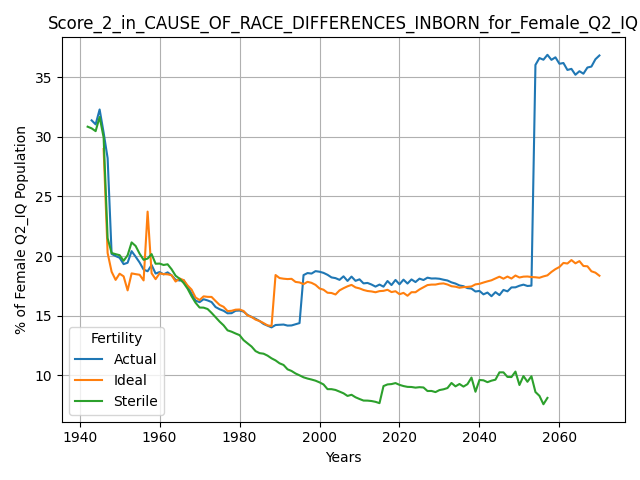 Score_2_in_CAUSE_OF_RACE_DIFFERENCES_INBORN_for_Female_Q2_IQ
% of Female Q2_IQ Population
35
30
25
20
15
10
Fertility
Actual
Ideal
Sterile
1940 1960 1980 2000 2020 2040 2060
Years